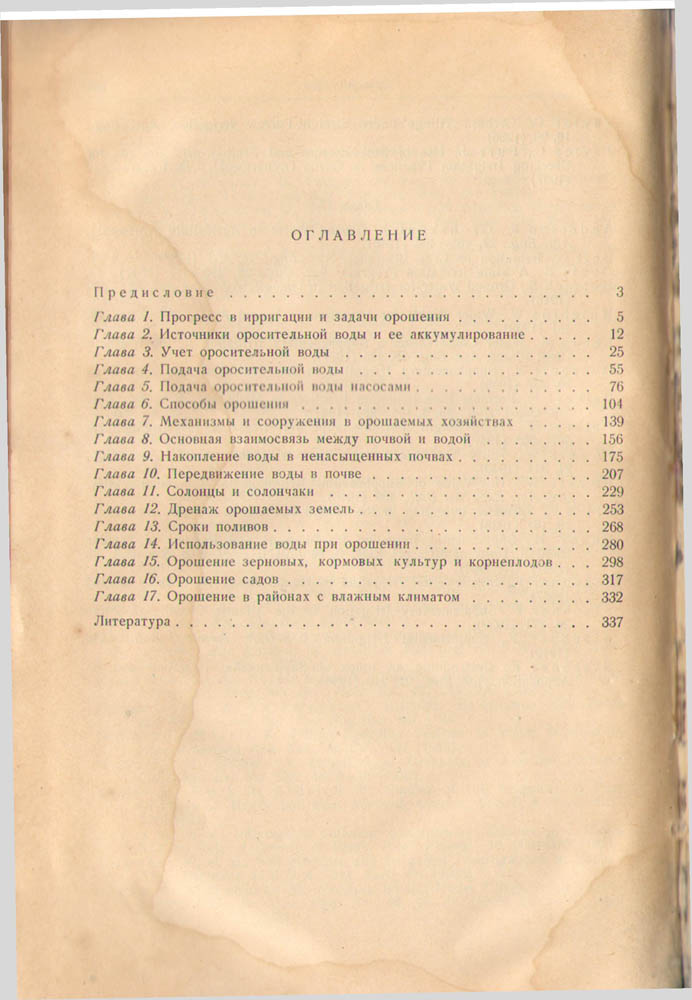 ОГЛАВЛЕНИЕ
Предисловие . . . . . . . . . . . . . . . . . . . . . . . . . . . . 3
Глава 1. Прогресс в ирригации и задачи орошения . . . . . . . . . . . . 5
Глава 2. Источники оросительной воды и ее аккумулирование . . . . . 12
Глава 3. Учет оросительной воды . . . . . . . . . . . . . . . . . . . . 25
Глава 4. Подача оросительной воды . . . . . . . . . . . . . . . . . . . 55
Глава 5. Подача оросительной воды насосами . . . . . . . . . . . . . . 76
Глава 6. Способы орошения . . . . . . . . . . . . . . . . . . . . . . 104
Глава 7. Механизмы и сооружения в орошаемых хозяйствах . . . . . . 139
Глава 8. Основная взаимосвязь между почвой и водой . . . . . . . . . 156
Глава 9. Накопление воды в ненасыщенных почвах . . . . . . . . . . . 175
Глава 10. Передвижение воды в почве . . . . . . . . . . . . . . . . . 207
Глава 11. Солонцы и солончаки . . . . . . . . . . . . . . . . . . . . 229
Глава 12. Дренаж орошаемых земель . . . . . . . . . . . . . . . . . . 253
Глава 13. Сроки поливов . . . . . . . . . . . . . . . . . . . . . . . 268
Глава 14. Использование воды при орошении . . . . . . . . . . . . . . 280
Глава 15. Орошение зерновых, кормовых культур и корнеплодов . . . 298
Глава 16. Орошение садов . . . . . . . . . . . . . . . . . . . . . . . 317
Глава 17. Орошение в районах с влажным климатом . . . . . . . . . 332
Литература . . . . . . . . . . . . . . . . . . . . . . . . . . . . . . 337